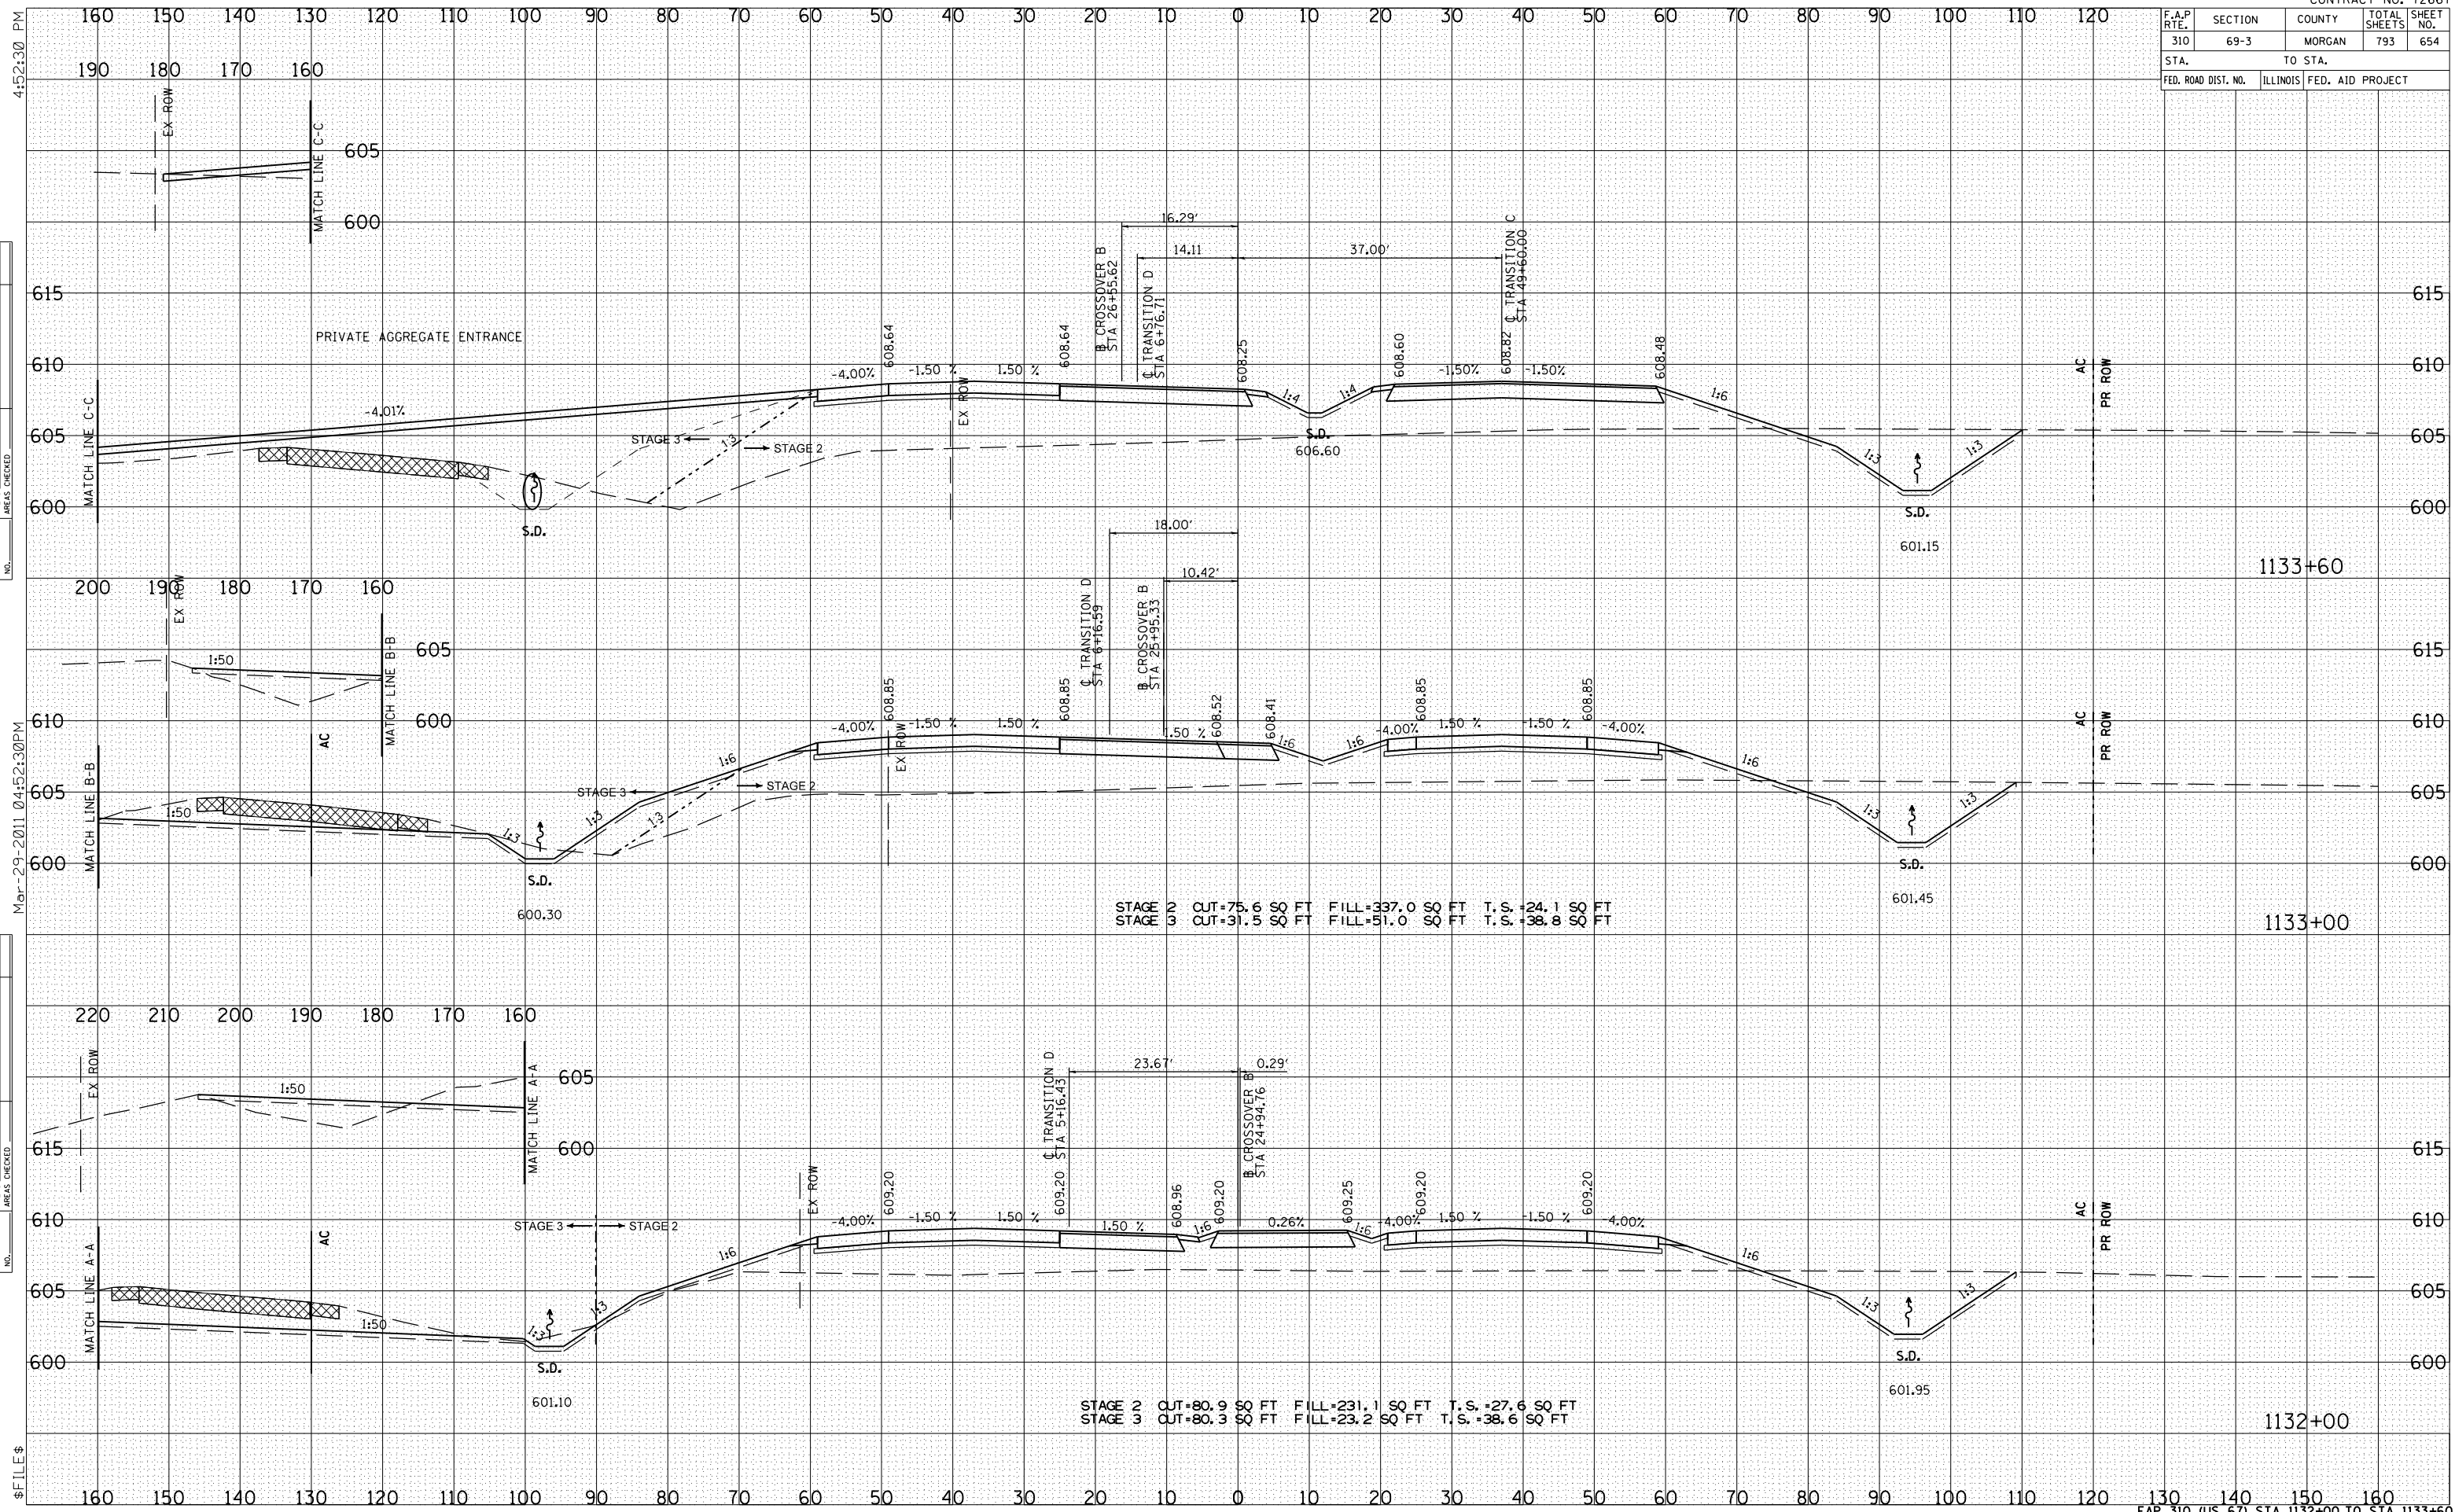 160 150 140 130 120 110 100 90 80 70 60 50 40 30 20 10 0 10 20 30 40 50 60 70 80 90 100 110 120 130 140 150 160
F.A.P RTE. SECTION COUNTY TOTAL SHEETS SHEET NO.
310 69-3 MORGAN 793 654
STA. TO STA.
FED. ROAD DIST. NO. ILLINOIS FED. AID PROJECT
4:52:30 PM
190 180 170 160
EX ROW
MATCH LINE C-C
605
600
16.29'
14.11
37.00'
℄ CROSSOVER B
STA 26+55.62
℄ TRANSITION D
STA 6+76.71
℄ TRANSITION C
STA 49+60.00
615 615
PRIVATE AGGREGATE ENTRANCE
608.64 608.64 608.25 608.60 608.82 608.48
610 610
AC
PR ROW
-4.00% -1.50 % 1.50 % -1.50% -1.50%
EX ROW
1:4 1:4 1:6
-4.01%
MATCH LINE C-C
605 605
STAGE 3
1:3
STAGE 2
S.D.
606.60
1:3 1:3
600 600
S.D.
S.D.
601.15
1133+60
AREAS CHECKED
NO.
18.00'
10.42'
200 190 180 170 160
EX ROW
MATCH LINE B-B
605
600
1:50
℄ TRANSITION D
STA 6+16.59
℄ CROSSOVER B
STA 25+95.33
615
608.85 608.85 608.52 608.41 608.85 608.85
610 610
AC
AC
PR ROW
-4.00% -1.50 % 1.50 % 1.50 % 1:6 1:6 -4.00% 1.50 % -1.50 % -4.00%
EX ROW
1:6 1:6
MATCH LINE B-B
605 605
STAGE 3
STAGE 2
1:50 1:3 1:3 1:3 1:3 1:3
600 600
S.D.
600.30
S.D.
601.45
STAGE 2 CUT=75.6 SQ FT FILL=337.0 SQ FT T.S.=24.1 SQ FT
STAGE 3 CUT=31.5 SQ FT FILL=51.0 SQ FT T.S.=38.8 SQ FT
1133+00
Mar-29-2011 04:52:30PM
220 210 200 190 180 170 160
EX ROW
MATCH LINE A-A
605
600
1:50
23.67'
0.29'
℄ TRANSITION D
STA 5+16.43
℄ CROSSOVER B
STA 24+94.76
615 615
609.20 609.20 608.96 609.20 609.25 609.20 609.20
610 610
STAGE 3 STAGE 2
EX ROW
AC
AC
PR ROW
-4.00% -1.50 % 1.50 % 1.50 % 1:6 0.26% 1:6 -4.00% 1.50 % -1.50 % -4.00%
1:6 1:6
MATCH LINE A-A
605 605
1:50 1:3 1:3 1:3 1:3
600 600
S.D.
601.10
S.D.
601.95
STAGE 2 CUT=80.9 SQ FT FILL=231.1 SQ FT T.S.=27.6 SQ FT
STAGE 3 CUT=80.3 SQ FT FILL=23.2 SQ FT T.S.=38.6 SQ FT
1132+00
AREAS CHECKED
NO.
$FILE$
160 150 140 130 120 110 100 90 80 70 60 50 40 30 20 10 0 10 20 30 40 50 60 70 80 90 100 110 120 130 140 150 160
FAP 310 (US 67) STA 1132+00 TO STA 1133+60